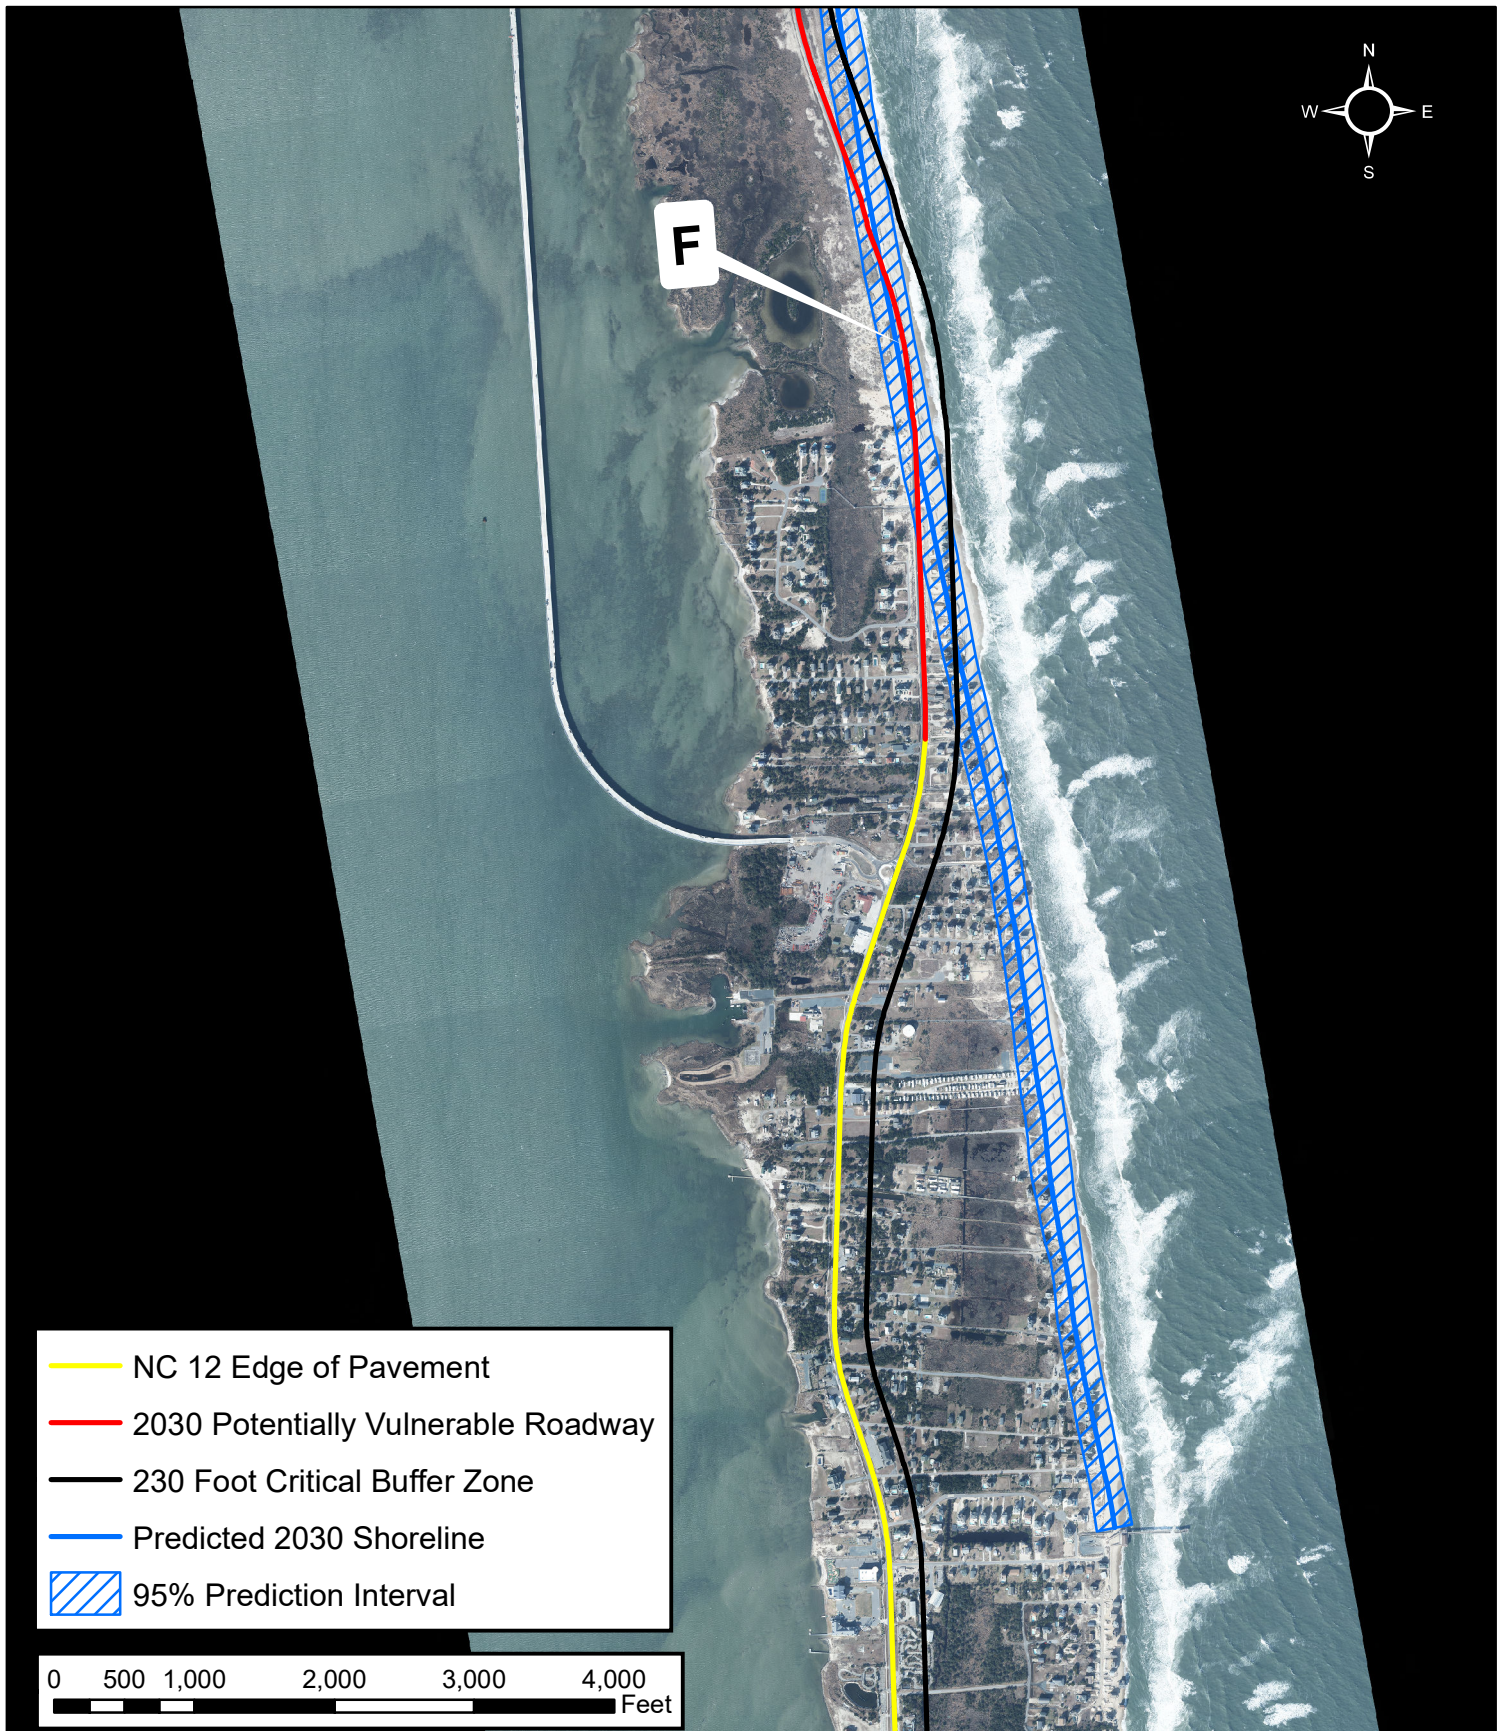 N
W E
S
F
NC 12 Edge of Pavement
2030 Potentially Vulnerable Roadway
230 Foot Critical Buffer Zone
Predicted 2030 Shoreline
95% Prediction Interval
0 500 1,000 2,000 3,000 4,000
Feet